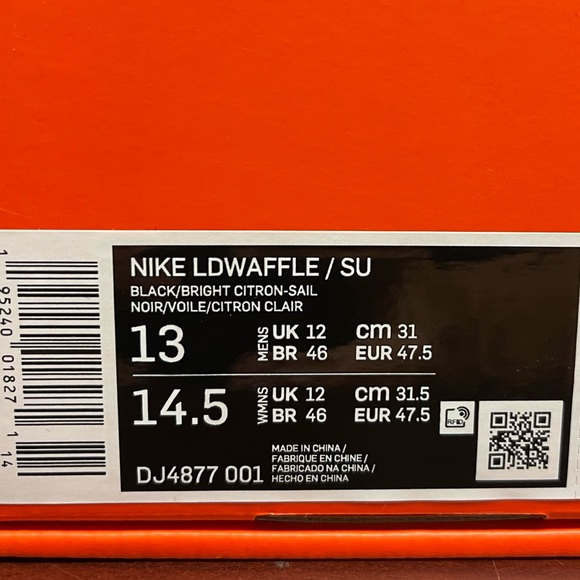 NIKE LDWAFFLE / SU
BLACK/BRIGHT CITRON-SAIL
NOIR/VOILE/CITRON CLAIR
13 MENS UK 12 cm 31
BR 46 EUR 47.5
14.5 WMNS UK 12 cm 31.5
BR 46 EUR 47.5
RFID
MADE IN CHINA /
FABRIQUE EN CHINE /
FABRICADO NA CHINA /
HECHO EN CHINA
DJ4877 001
1 95240 01827 1 14